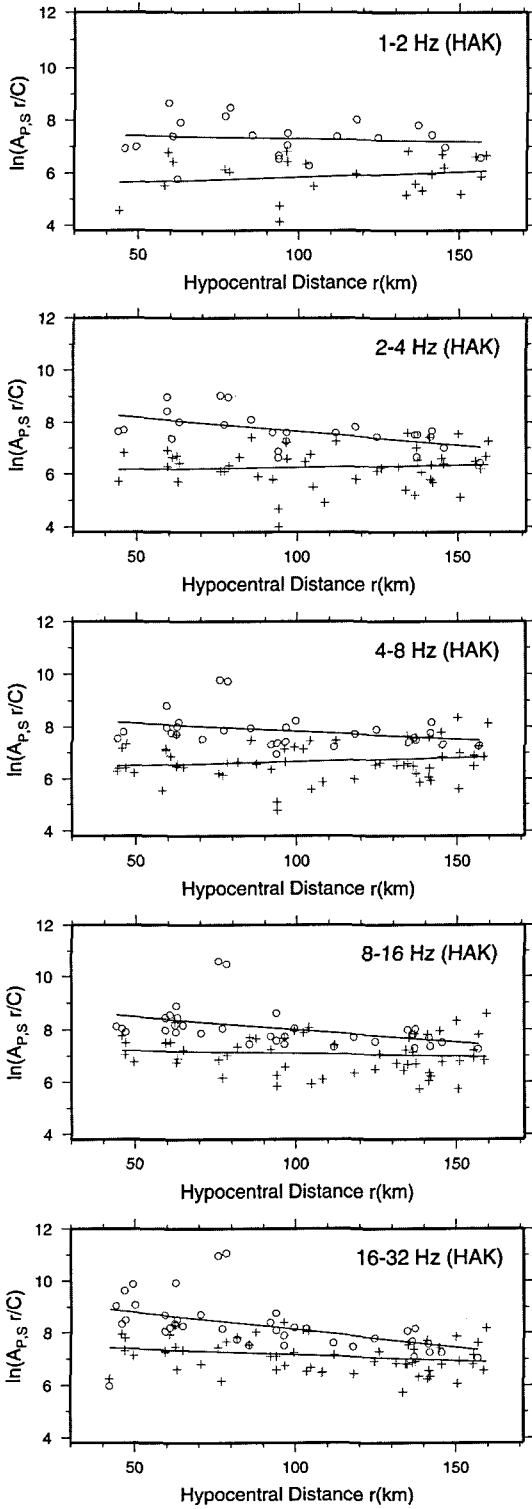 12
10
8
6
4
ln(A_P,S r/C)
1-2 Hz (HAK)
50 100 150
Hypocentral Distance r(km)
12
10
8
6
4
ln(A_P,S r/C)
2-4 Hz (HAK)
50 100 150
Hypocentral Distance r(km)
12
10
8
6
4
ln(A_P,S r/C)
4-8 Hz (HAK)
50 100 150
Hypocentral Distance r(km)
12
10
8
6
4
ln(A_P,S r/C)
8-16 Hz (HAK)
50 100 150
Hypocentral Distance r(km)
12
10
8
6
4
ln(A_P,S r/C)
16-32 Hz (HAK)
50 100 150
Hypocentral Distance r(km)